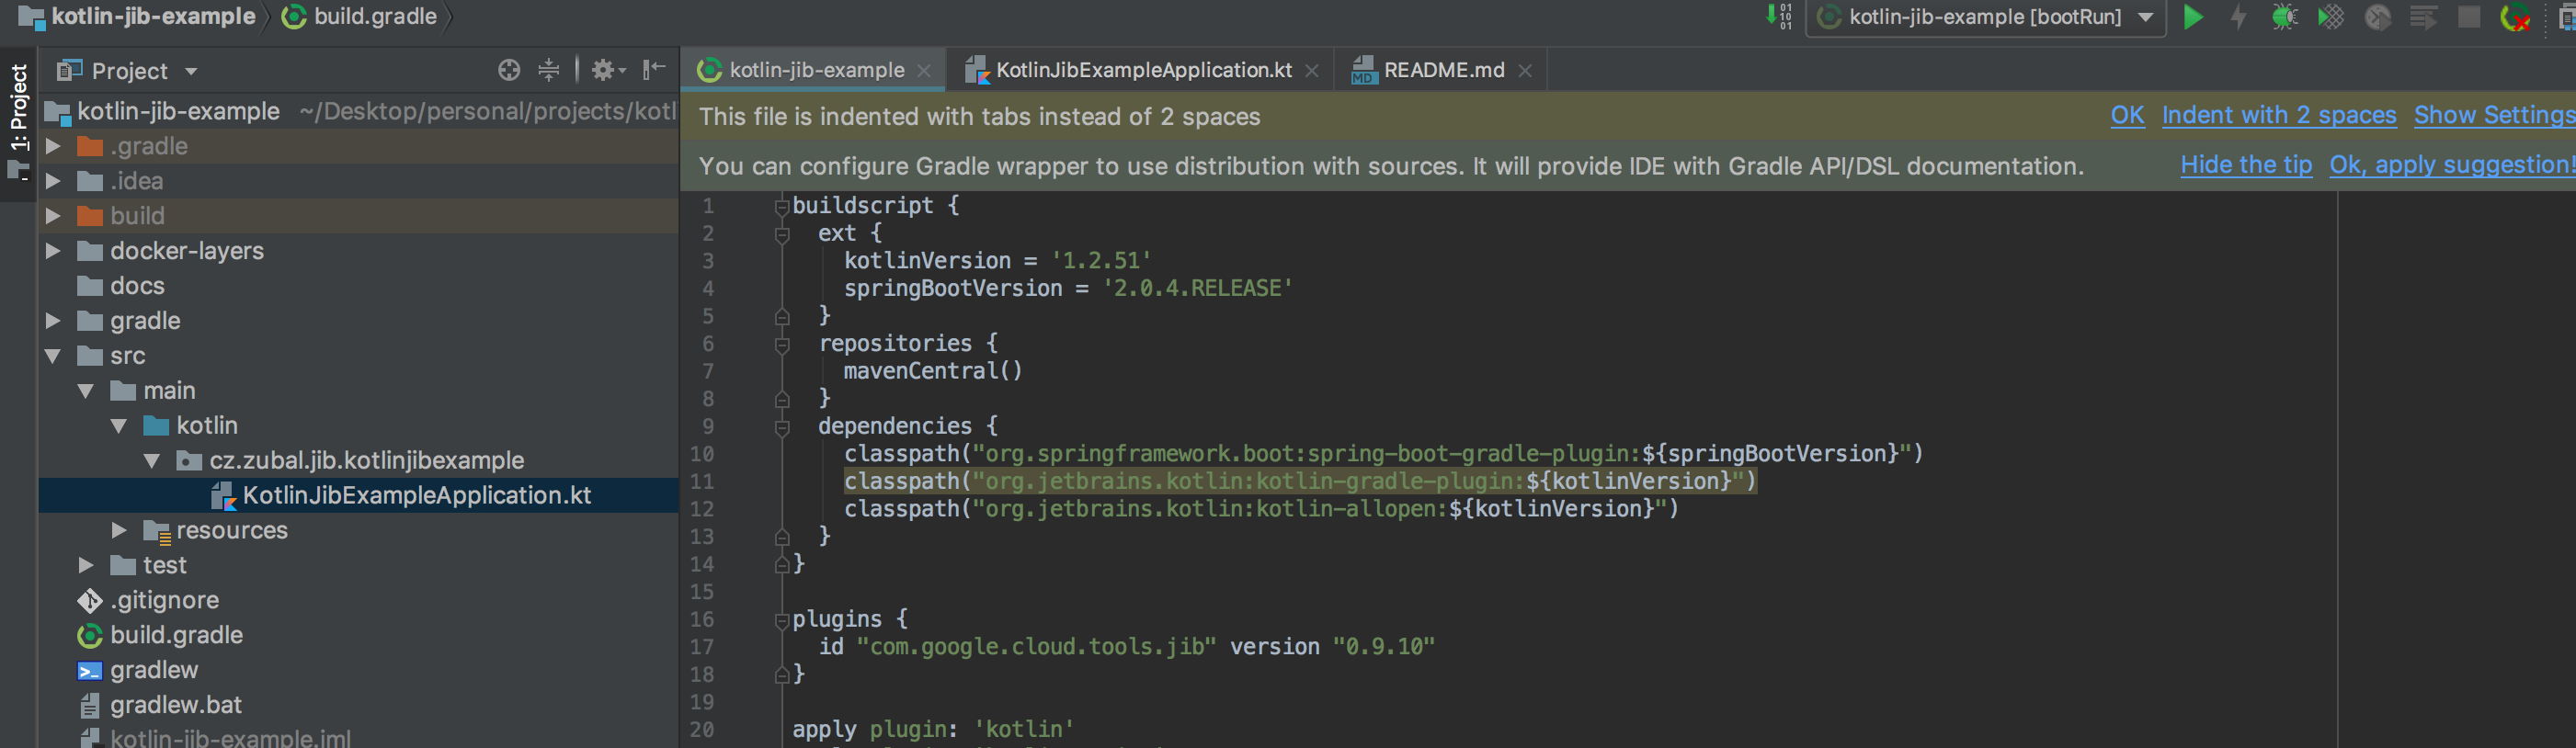 kotlin-jib-example build.gradle
kotlin-jib-example [bootRun]
1: Project
Project
kotlin-jib-example ~/Desktop/personal/projects/kotl
.gradle
.idea
build
docker-layers
docs
gradle
src
main
kotlin
cz.zubal.jib.kotlinjibexample
KotlinJibExampleApplication.kt
resources
test
.gitignore
build.gradle
gradlew
gradlew.bat
kotlin-jib-example.iml
kotlin-jib-example KotlinJibExampleApplication.kt README.md
This file is indented with tabs instead of 2 spaces OK Indent with 2 spaces Show Settings
You can configure Gradle wrapper to use distribution with sources. It will provide IDE with Gradle API/DSL documentation. Hide the tip Ok, apply suggestion!
1 buildscript {
2 ext {
3 kotlinVersion = '1.2.51'
4 springBootVersion = '2.0.4.RELEASE'
5 }
6 repositories {
7 mavenCentral()
8 }
9 dependencies {
10 classpath("org.springframework.boot:spring-boot-gradle-plugin:${springBootVersion}")
11 classpath("org.jetbrains.kotlin:kotlin-gradle-plugin:${kotlinVersion}")
12 classpath("org.jetbrains.kotlin:kotlin-allopen:${kotlinVersion}")
13 }
14 }
15
16 plugins {
17 id "com.google.cloud.tools.jib" version "0.9.10"
18 }
19
20 apply plugin: 'kotlin'